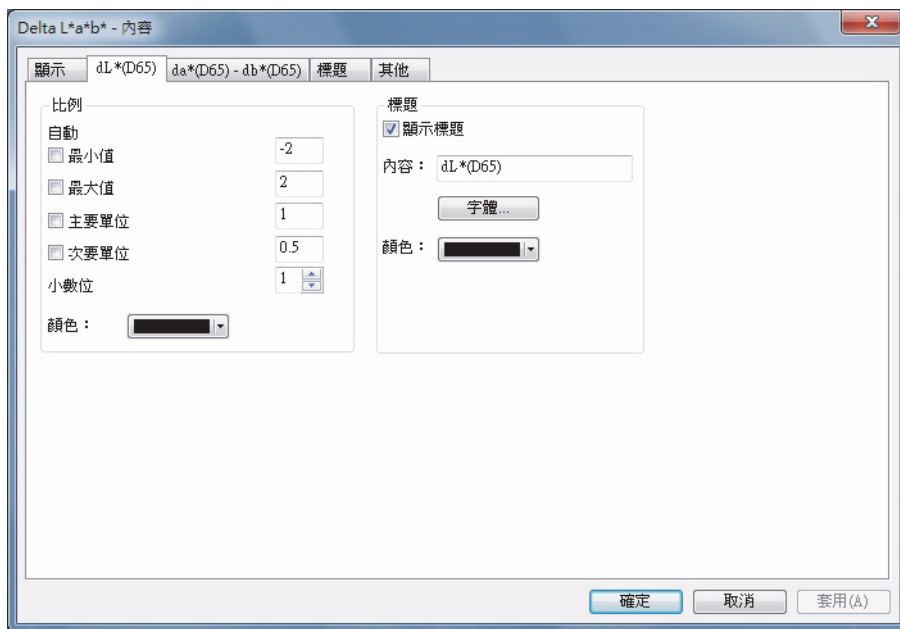 Delta L*a*b* - 內容
顯示 dL*(D65) da*(D65) - db*(D65) 標題 其他
比例
自動
最小值 -2
最大值 2
主要單位 1
次要單位 0.5
小數位 1
顏色：
標題
顯示標題
內容： dL*(D65)
字體...
顏色：
確定 取消 套用(A)